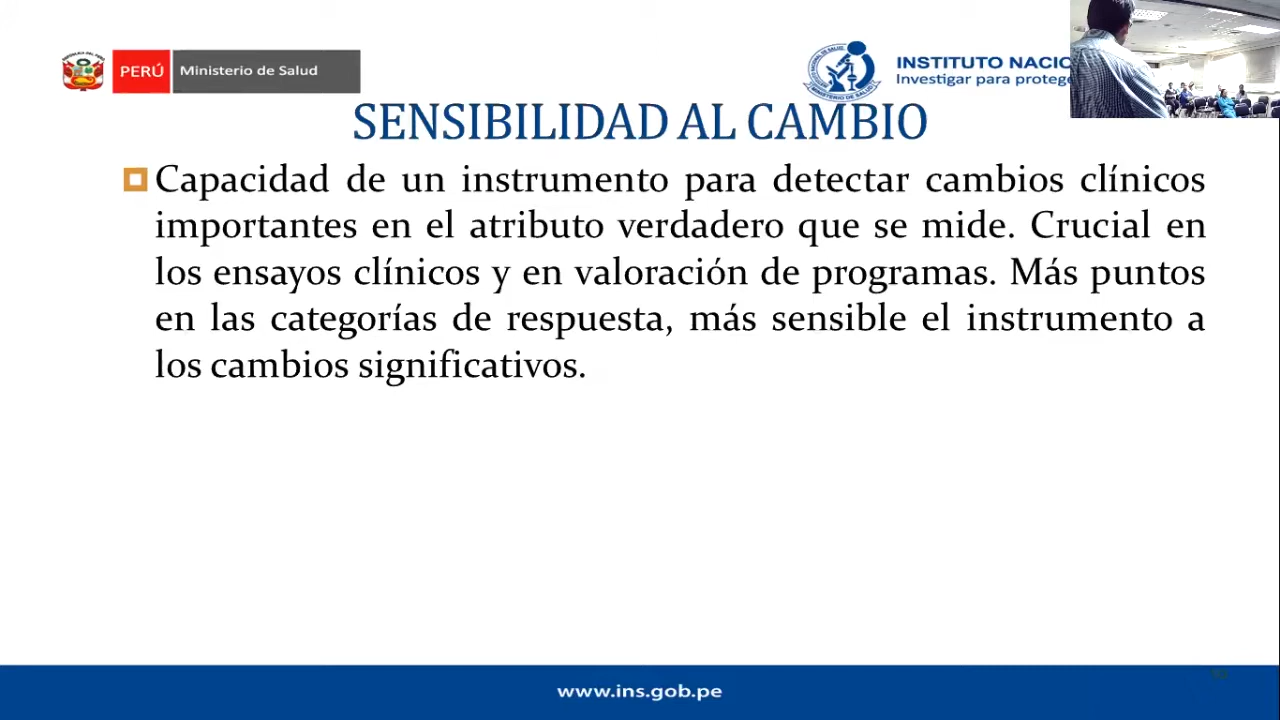 PERÚ
Ministerio de Salud
INSTITUTO NACIO
Investigar para proteg
SENSIBILIDAD AL CAMBIO
Capacidad de un instrumento para detectar cambios clínicos
importantes en el atributo verdadero que se mide. Crucial en
los ensayos clínicos y en valoración de programas. Más puntos
en las categorías de respuesta, más sensible el instrumento a
los cambios significativos.
www.ins.gob.pe